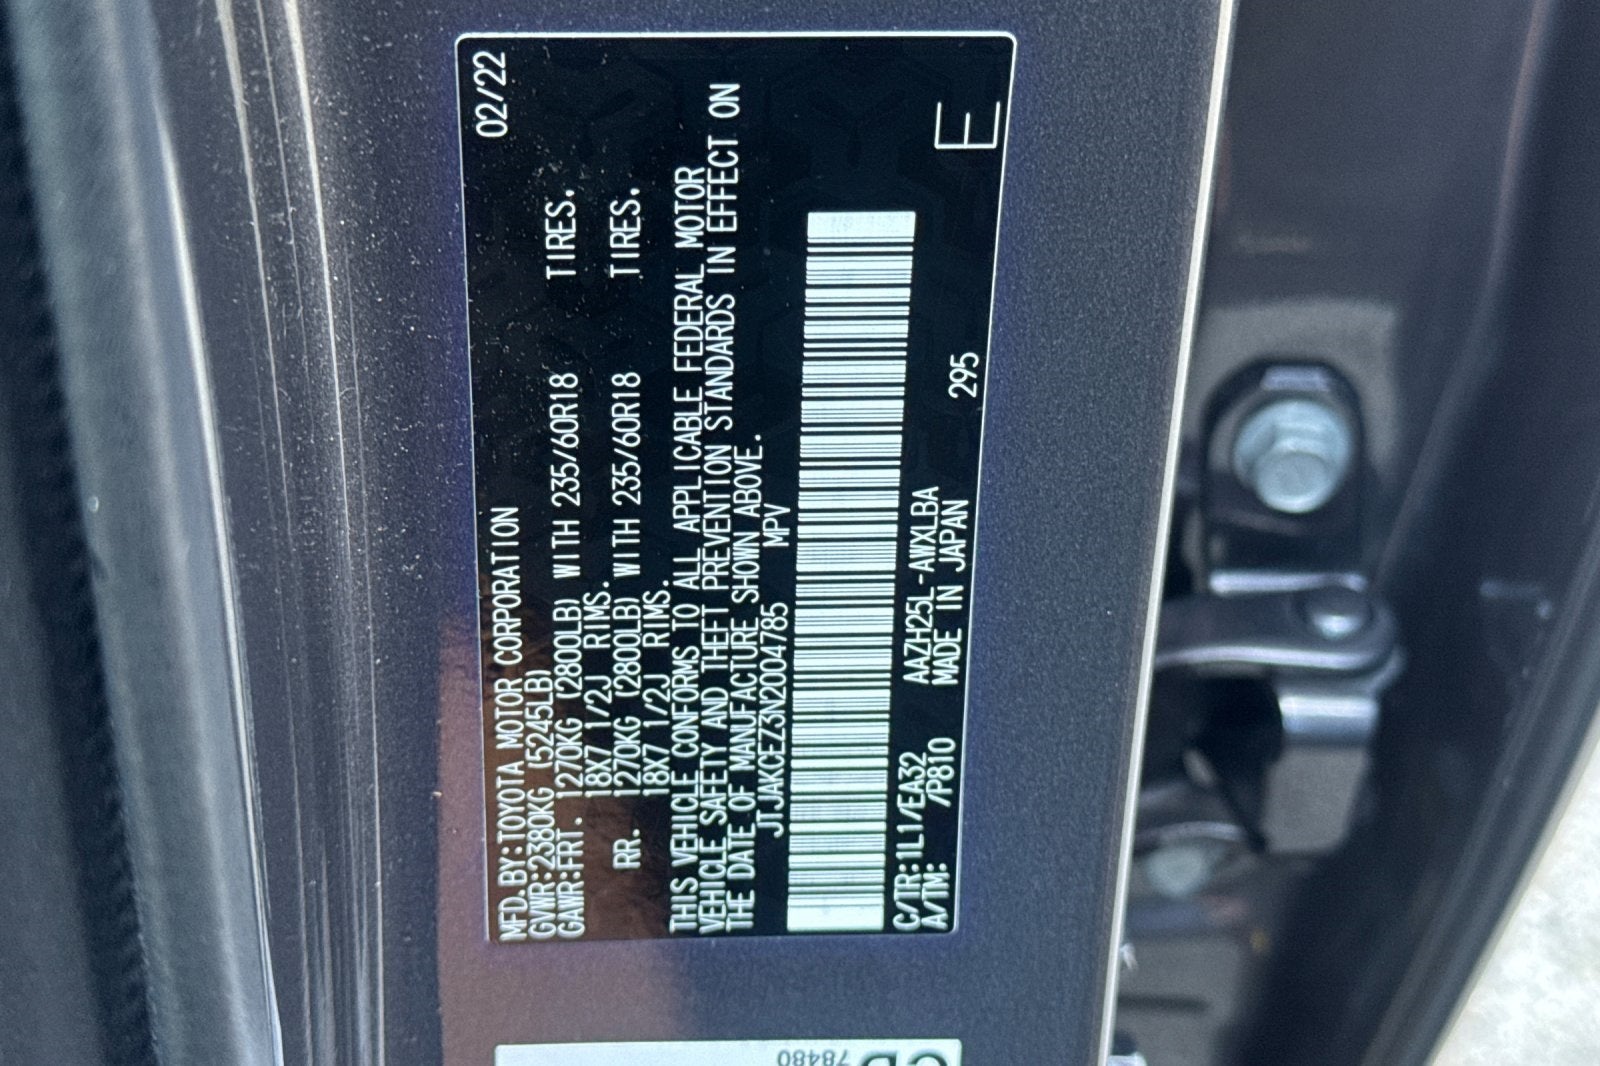 02/22
MFD.BY:TOYOTA MOTOR CORPORATION
GVWR:2380KG (5245LB)
GAWR:FRT. 1270KG (2800LB) WITH 235/60R18 TIRES.
18X7 1/2J RIMS.
RR. 1270KG (2800LB) WITH 235/60R18 TIRES.
18X7 1/2J RIMS.
THIS VEHICLE CONFORMS TO ALL APPLICABLE FEDERAL MOTOR
VEHICLE SAFETY AND THEFT PREVENTION STANDARDS IN EFFECT ON
THE DATE OF MANUFACTURE SHOWN ABOVE.
JTJAKCEZ3N2004785 MPV
C/TR:1L1/EA32 AAZH25L-AWXLBA
A/TM: /P810 MADE IN JAPAN 295
E
78480